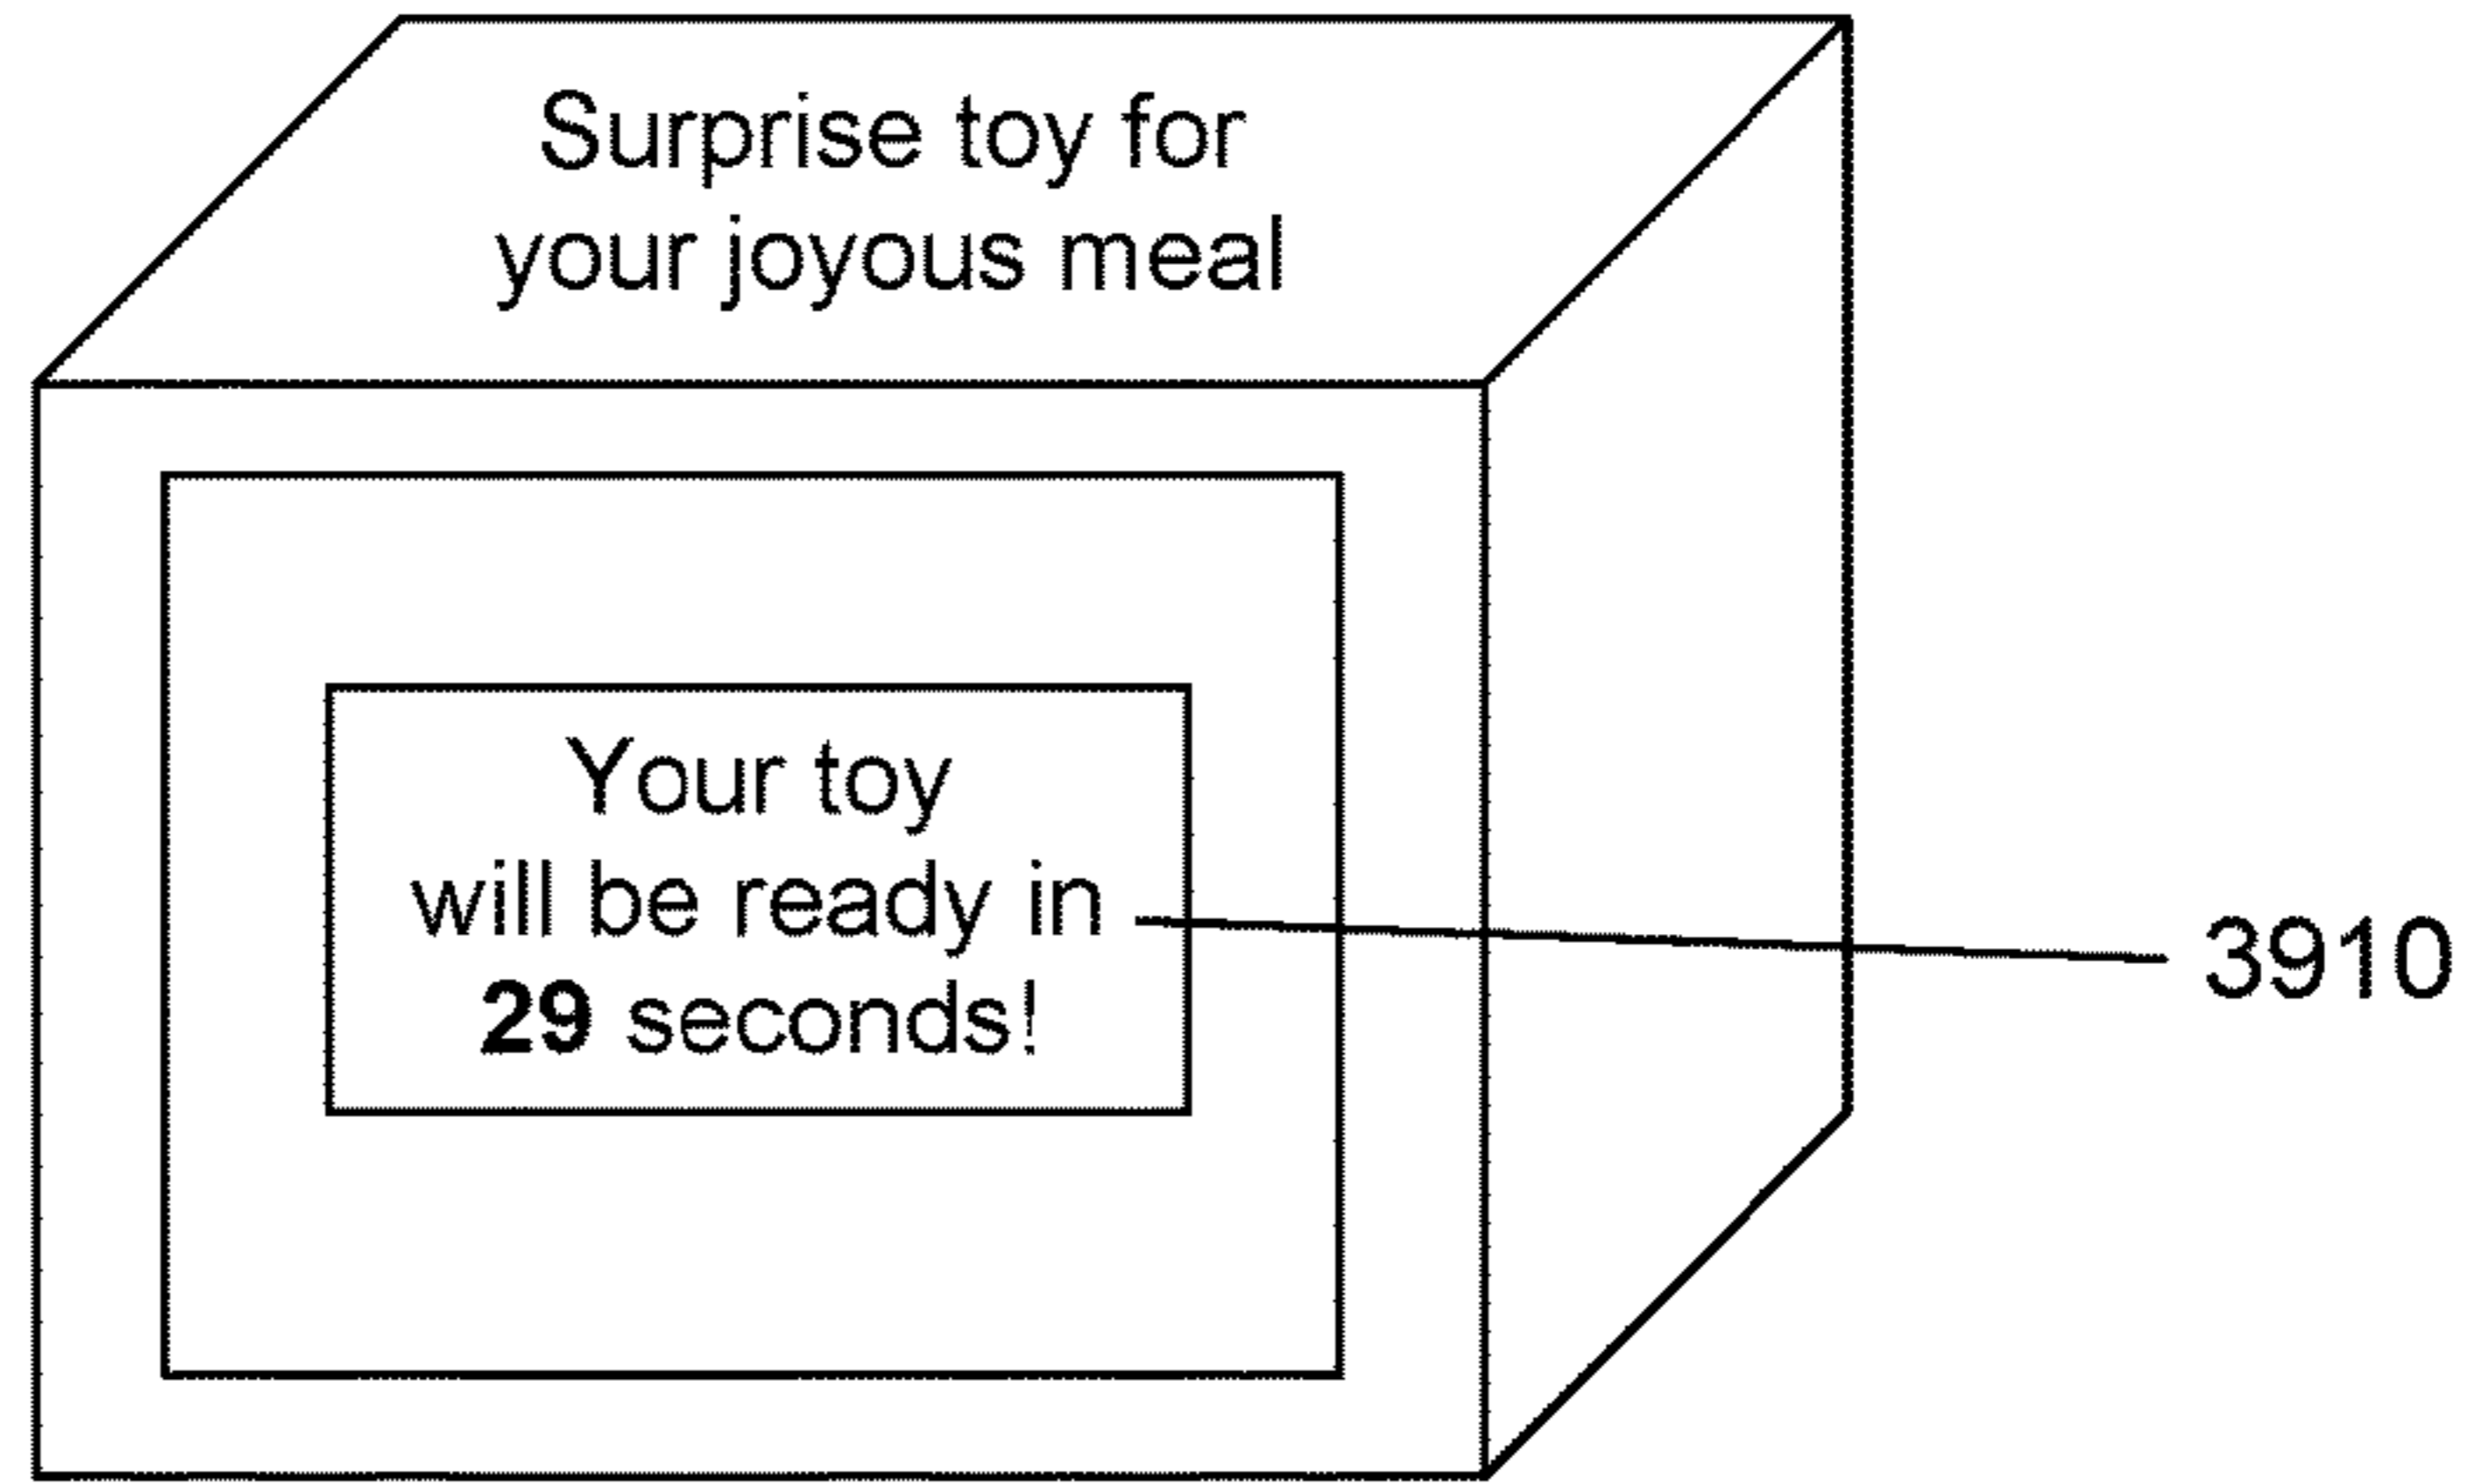 Surprise toy for
your joyous meal
Your toy
will be ready in
29 seconds!
3910